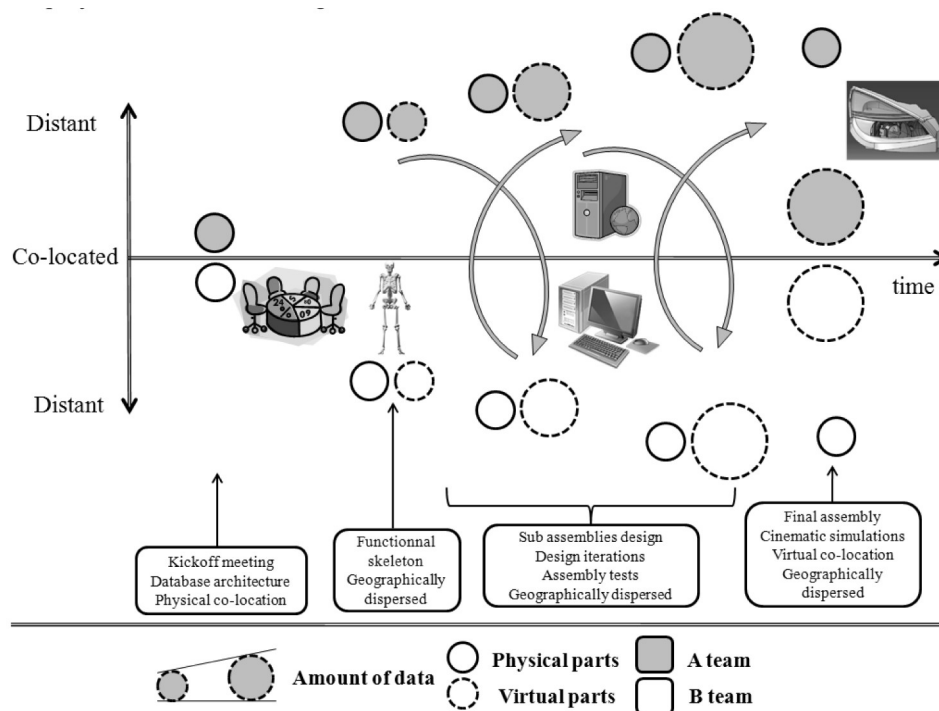 Distant
Co-located
time
Distant
Kickoff meeting
Database architecture
Physical co-location
Functionnal
skeleton
Geographically
dispersed
Sub assemblies design
Design iterations
Assembly tests
Geographically dispersed
Final assembly
Cinematic simulations
Virtual co-location
Geographically
dispersed
Amount of data
Physical parts
Virtual parts
A team
B team